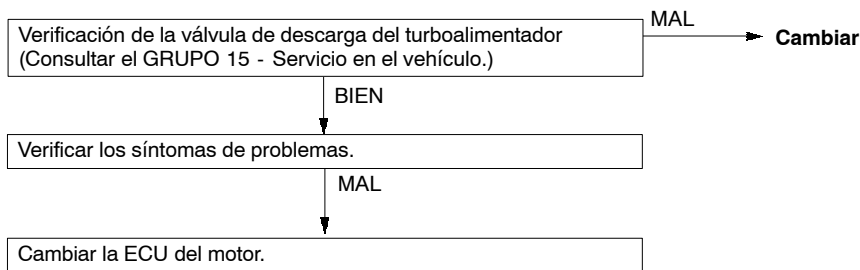 Verificación de la válvula de descarga del turboalimentador
(Consultar el GRUPO 15 - Servicio en el vehículo.)
MAL
Cambiar
BIEN
Verificar los síntomas de problemas.
MAL
Cambiar la ECU del motor.